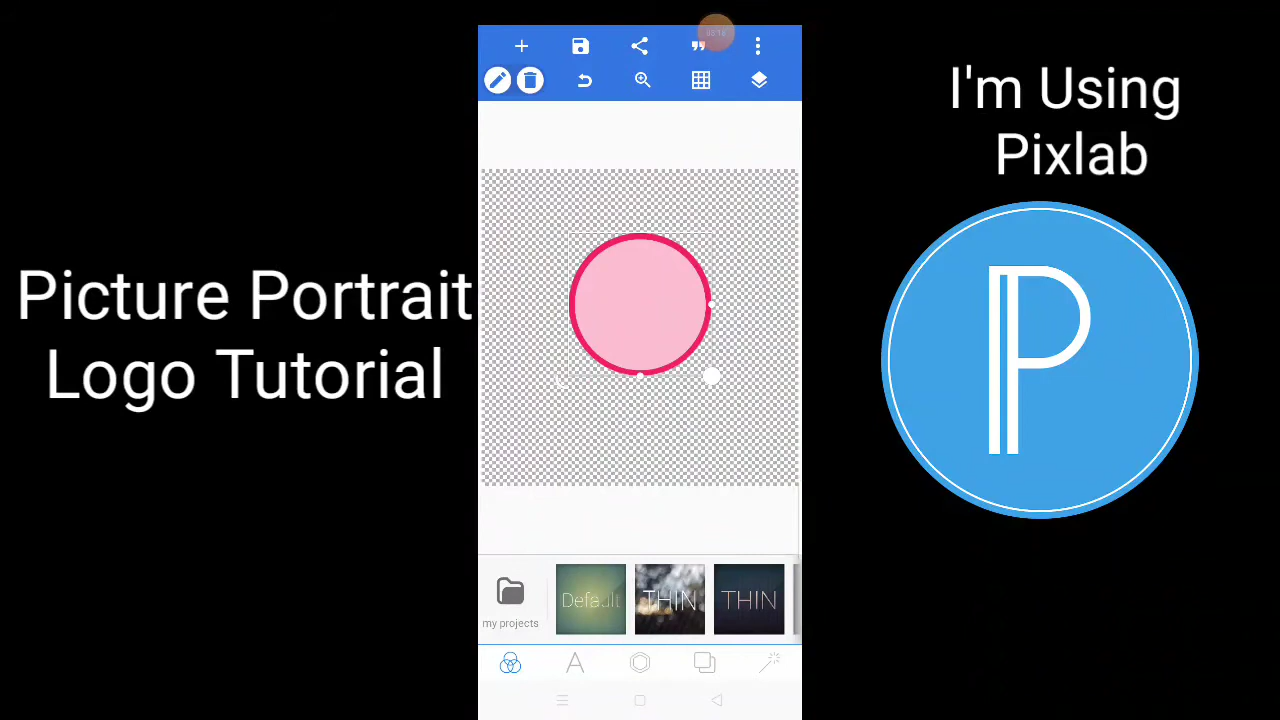 Picture Portrait
Logo Tutorial
I'm Using
Pixlab
my projects
Default
THIN
THIN